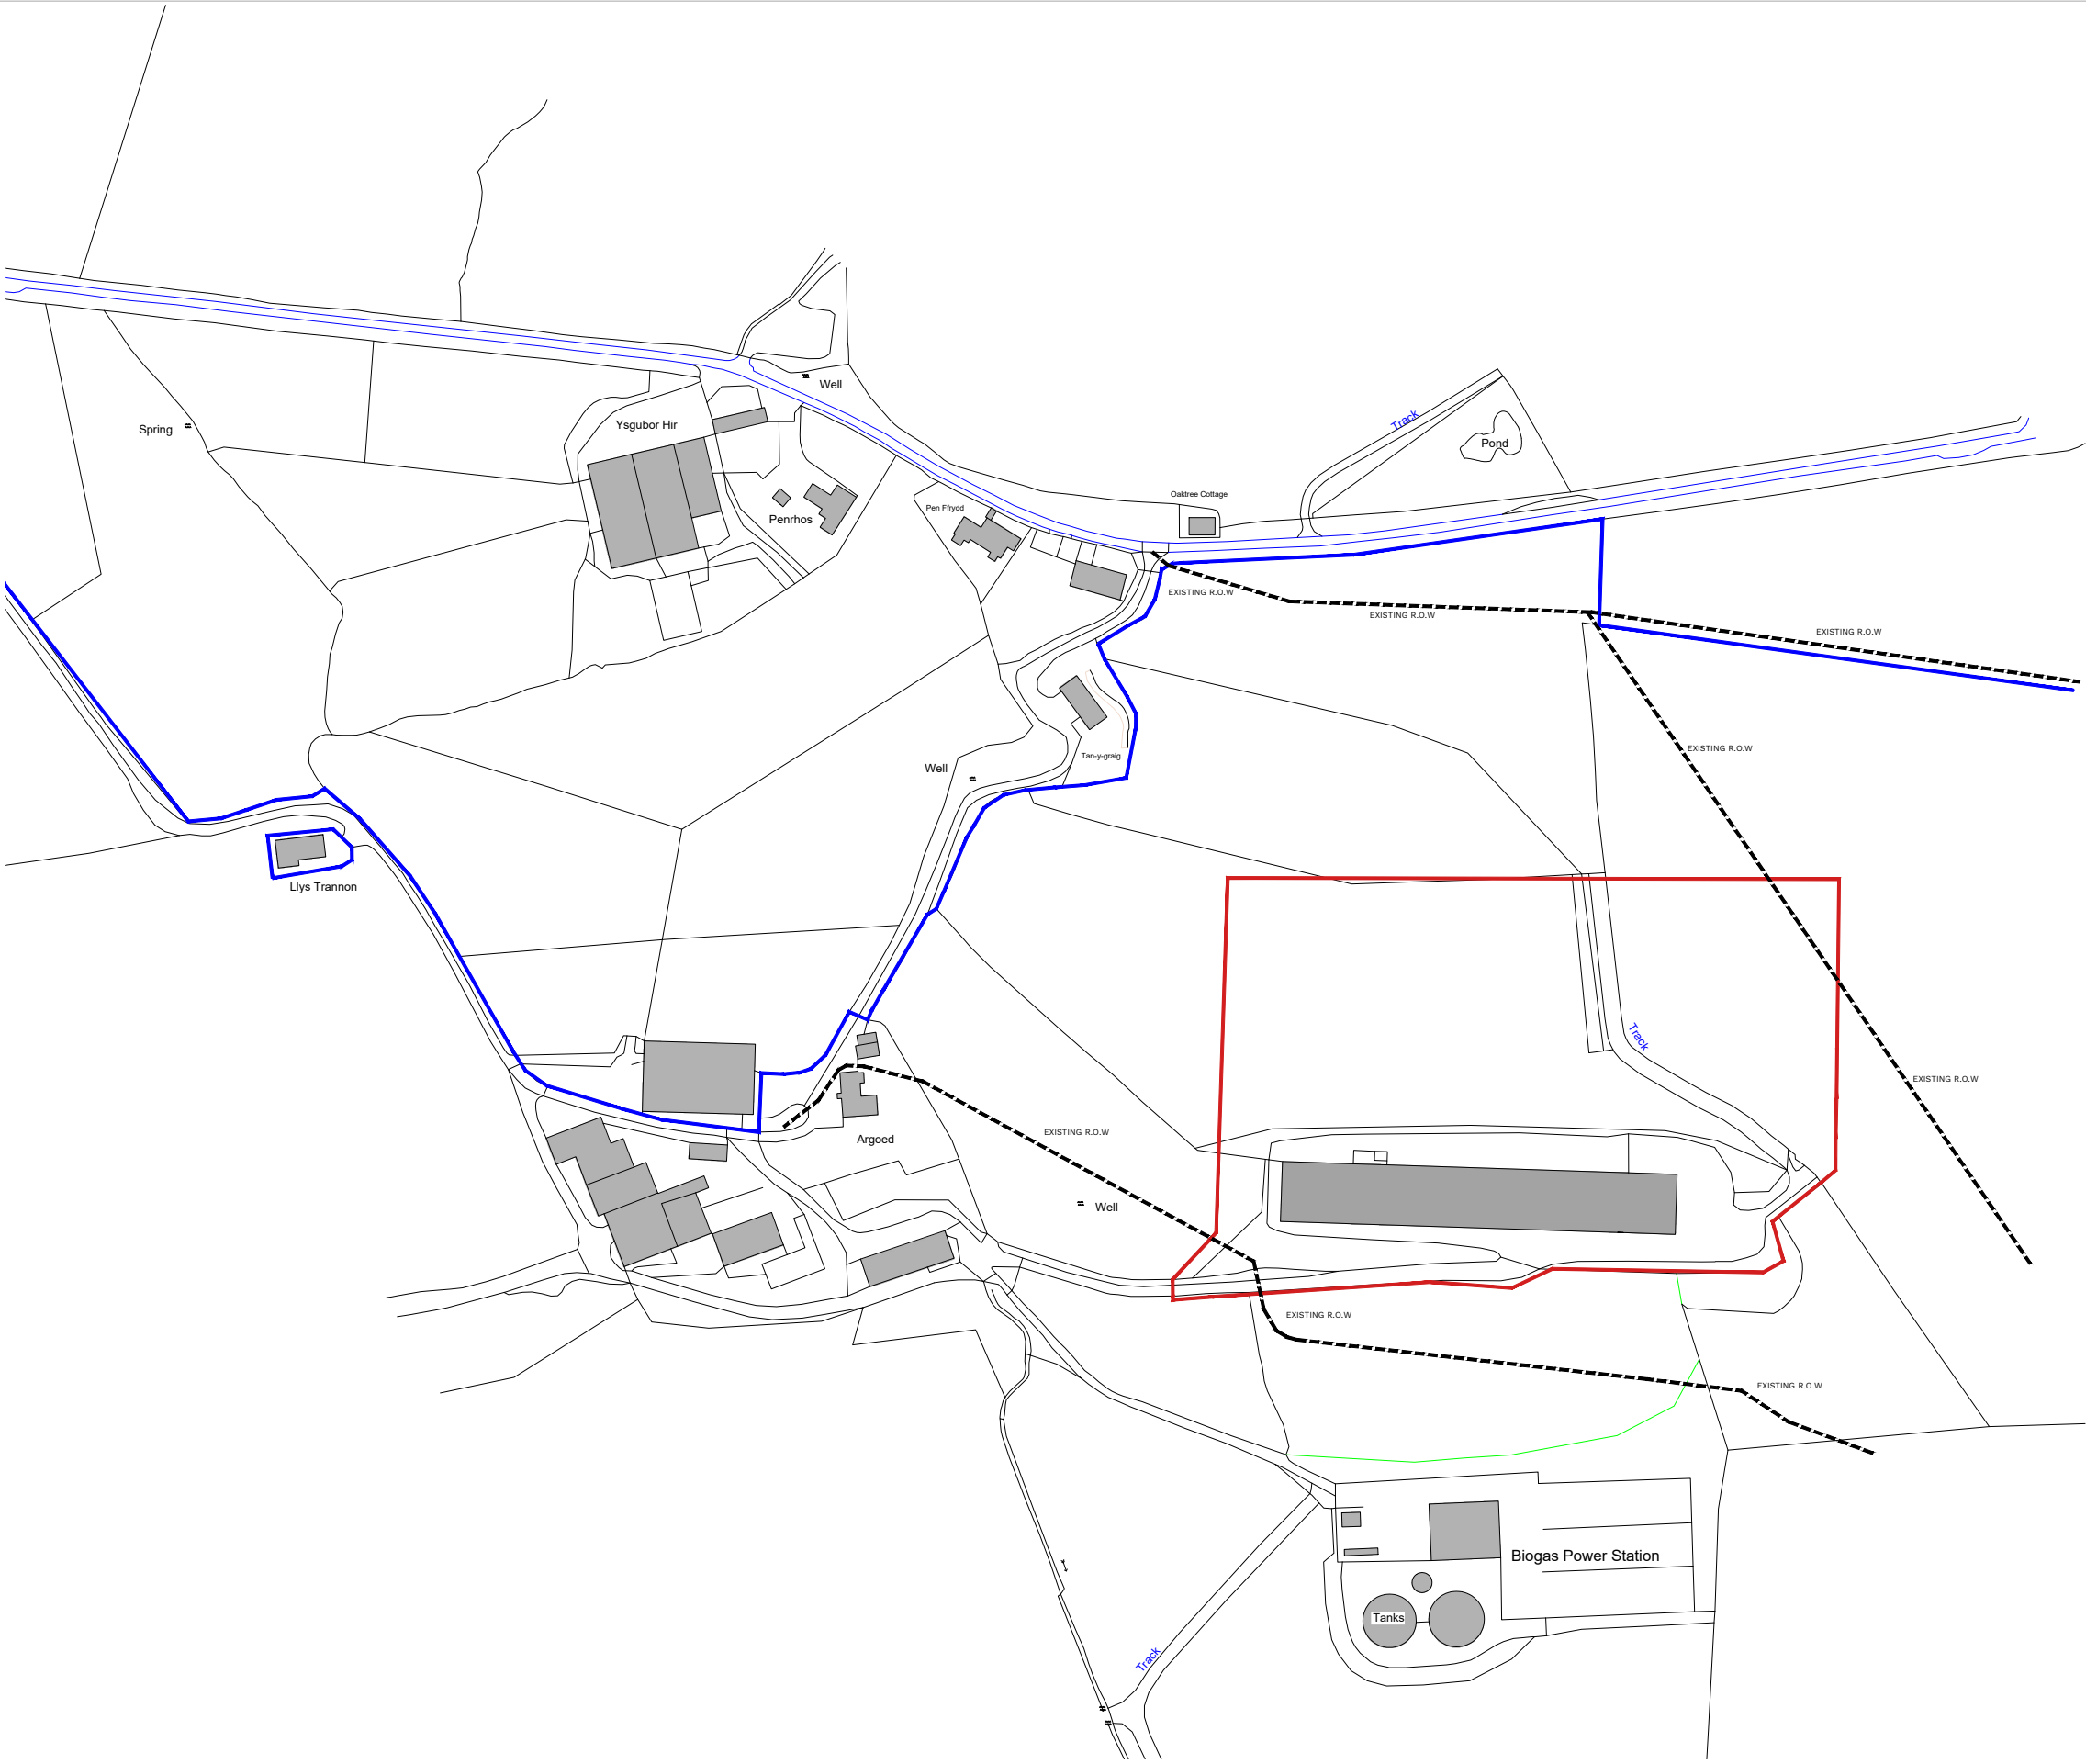 Well
Track
Spring
Ysgubor Hir
Pond
Oaktree Cottage
Pen Ffrydd
Penrhos
EXISTING R.O.W
EXISTING R.O.W
EXISTING R.O.W
EXISTING R.O.W
Tan-y-graig
Well
Llys Trannon
Track
EXISTING R.O.W
EXISTING R.O.W
Argoed
Well
EXISTING R.O.W
EXISTING R.O.W
Biogas Power Station
Tanks
Track